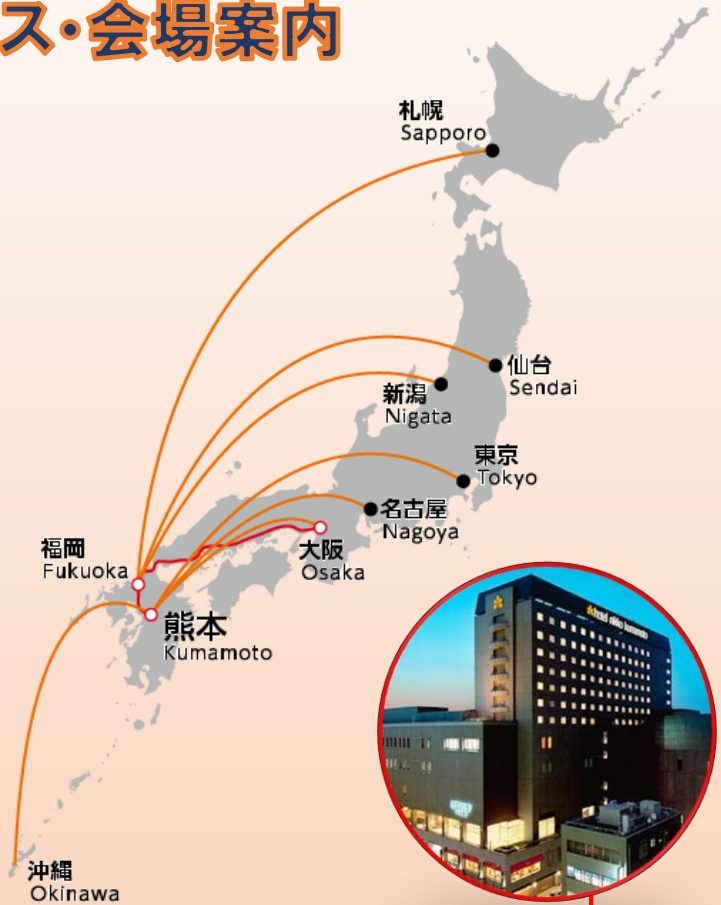 ス・会場案内
札幌
Sapporo
仙台
Sendai
新潟
Nigata
東京
Tokyo
名古屋
Nagoya
大阪
Osaka
福岡
Fukuoka
熊本
Kumamoto
hotel nikko kumamoto
沖縄
Okinawa